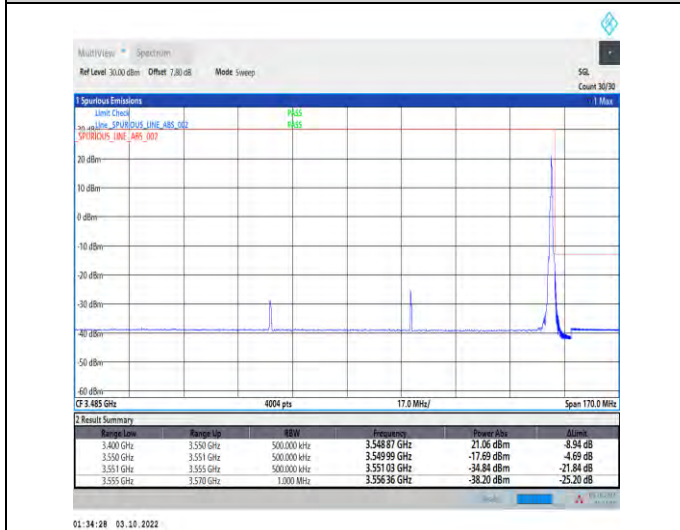 MultiView Spectrum
Ref Level 30.00 dBm Offset 7.80 dB Mode Sweep SGL
Count 30/30
1 Spurious Emissions 1 Max
Limit Check PASS
Line _SPURIOUS_LINE_ABS_002 PASS
_SPURIOUS_LINE_ABS_002
20 dBm
10 dBm
0 dBm
-10 dBm
-20 dBm
-30 dBm
-40 dBm
-50 dBm
-60 dBm
CF 3.485 GHz 4004 pts 17.0 MHz/ Span 170.0 MHz
2 Result Summary
Range Low Range Up RBW Frequency Power Abs ΔLimit
3.400 GHz 3.550 GHz 500.000 kHz 3.548 87 GHz 21.06 dBm -8.94 dB
3.550 GHz 3.551 GHz 500.000 kHz 3.549 99 GHz -17.69 dBm -4.69 dB
3.551 GHz 3.555 GHz 500.000 kHz 3.551 03 GHz -34.84 dBm -21.84 dB
3.555 GHz 3.570 GHz 1.000 MHz 3.556 36 GHz -38.20 dBm -25.20 dB
01:34:28 03.10.2022